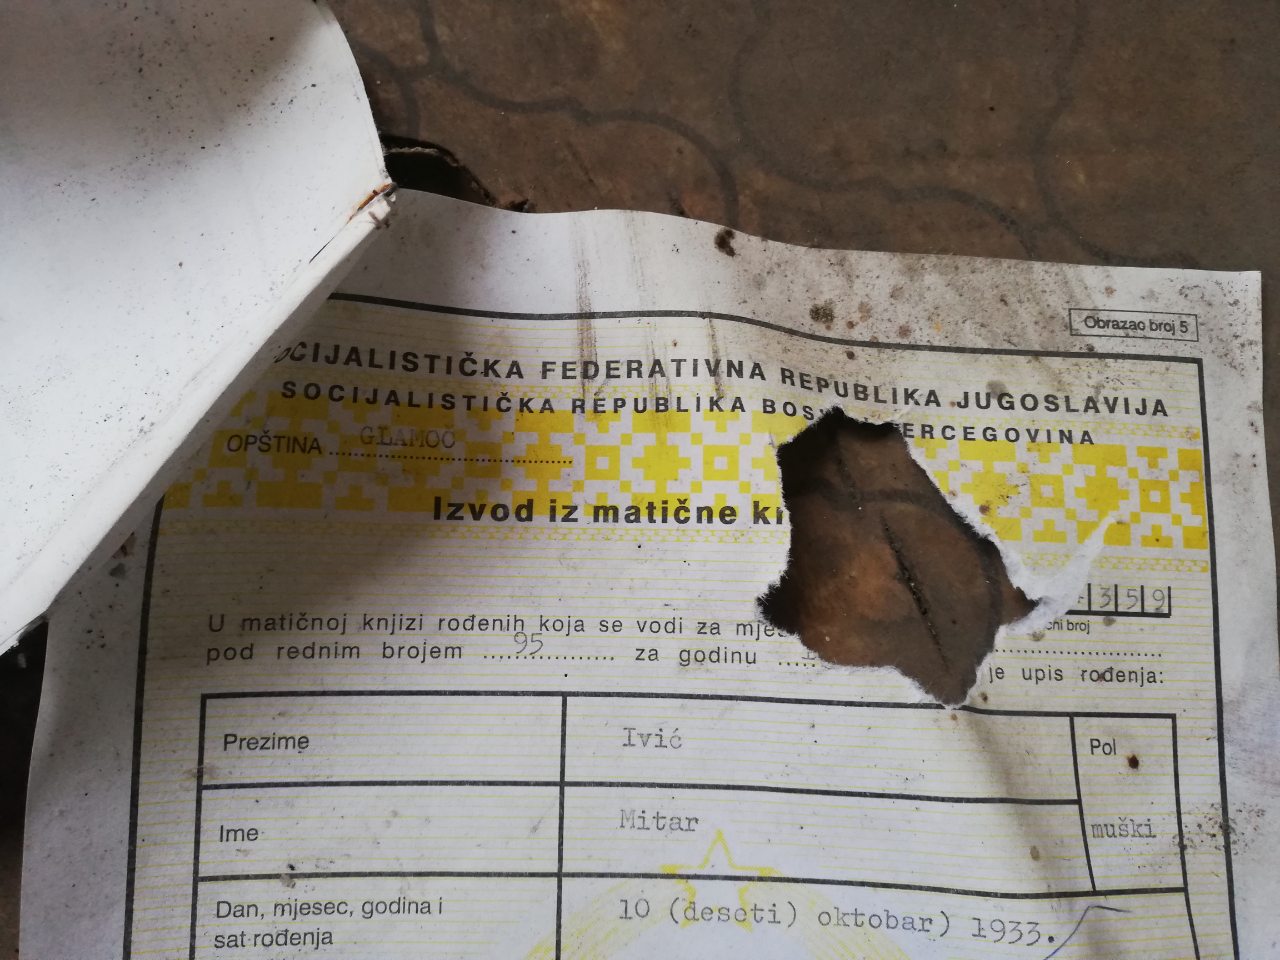 Obrazac broj 5
OCIJALISTIČKA FEDERATIVNA REPUBLIKA JUGOSLAVIJA
SOCIJALISTIČKA REPUBLIKA BOS ERCEGOVINA
OPŠTINA GLAMOC
Izvod iz matične
359
U matičnoj knjizi rođenih koja se vodi za
pod rednim brojem 95 za godinu je upis rođenja:
broj
Prezime Ivić Pol
Ime Mitar muški
Dan, mjesec, godina i 10 (deseti) oktobar) 1933.
sat rođenja